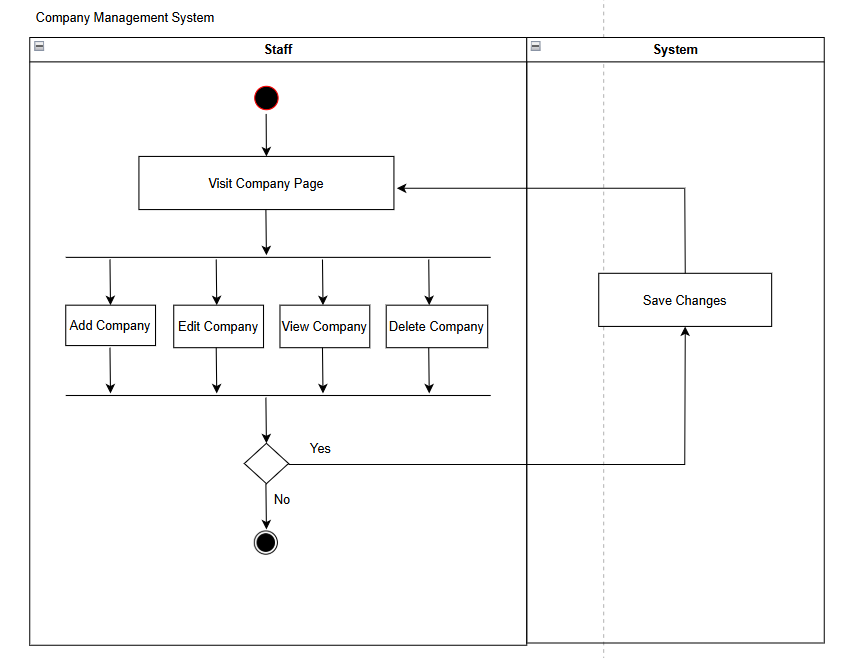 Company Management System
Staff
System
Visit Company Page
Save Changes
Add Company
Edit Company
View Company
Delete Company
Yes
No